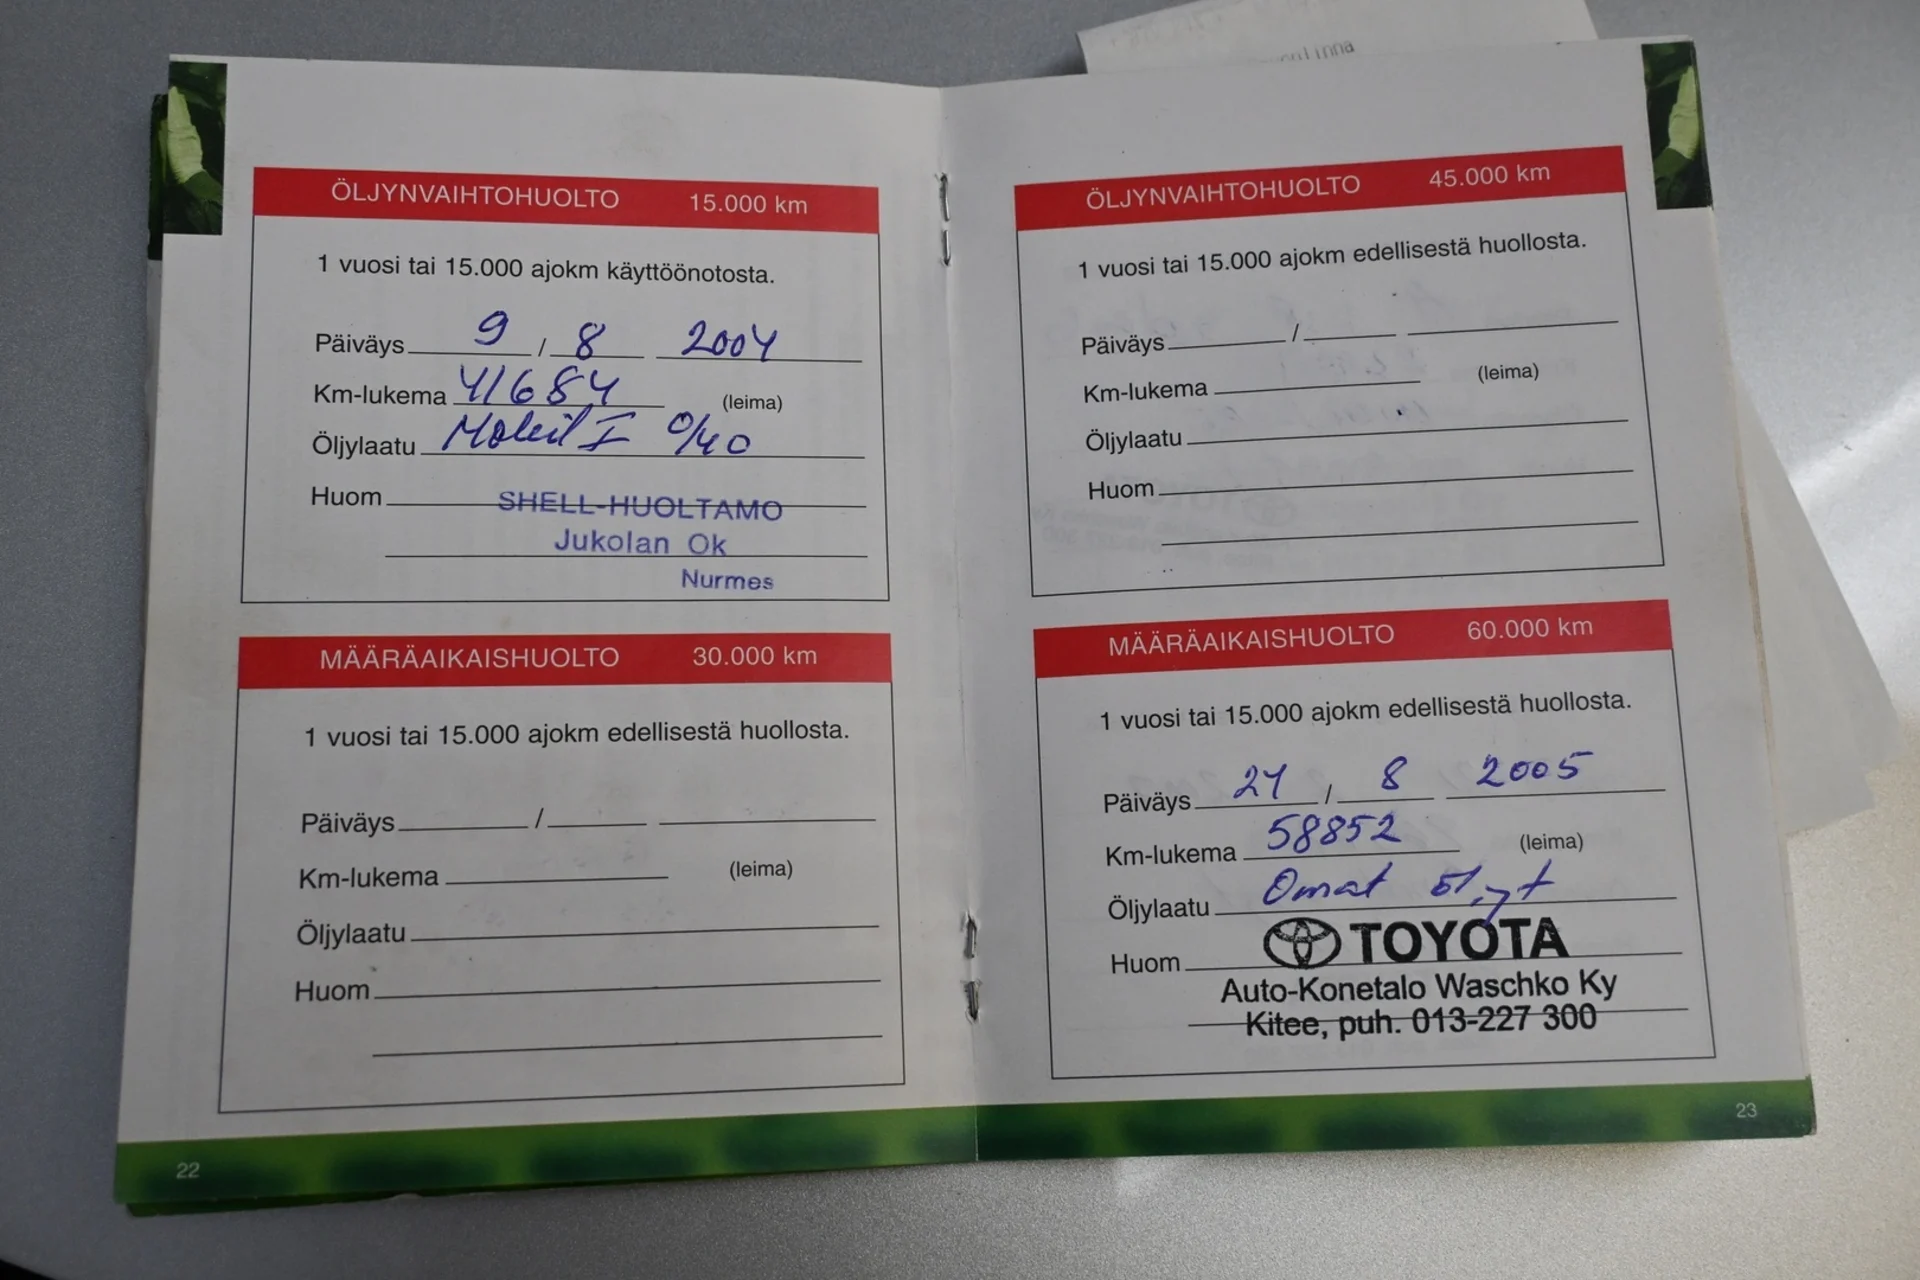 ÖLJYNVAIHTOHUOLTO 15.000 km
1 vuosi tai 15.000 ajokm käyttöönotosta.
Päiväys 9 / 8 2004
Km-lukema 41684 (leima)
Öljylaatu Mobil I 0/40
Huom SHELL-HUOLTAMO
Jukolan Ok
Nurmes
MÄÄRÄAIKAISHUOLTO 30.000 km
1 vuosi tai 15.000 ajokm edellisestä huollosta.
Päiväys / 
Km-lukema (leima)
Öljylaatu
Huom
22
ÖLJYNVAIHTOHUOLTO 45.000 km
1 vuosi tai 15.000 ajokm edellisestä huollosta.
Päiväys / 
Km-lukema (leima)
Öljylaatu
Huom
MÄÄRÄAIKAISHUOLTO 60.000 km
1 vuosi tai 15.000 ajokm edellisestä huollosta.
Päiväys 24 / 8 2005
Km-lukema 58852 (leima)
Öljylaatu Omat öljyt
Huom TOYOTA
Auto-Konetalo Waschko Ky
Kitee, puh. 013-227 300
23